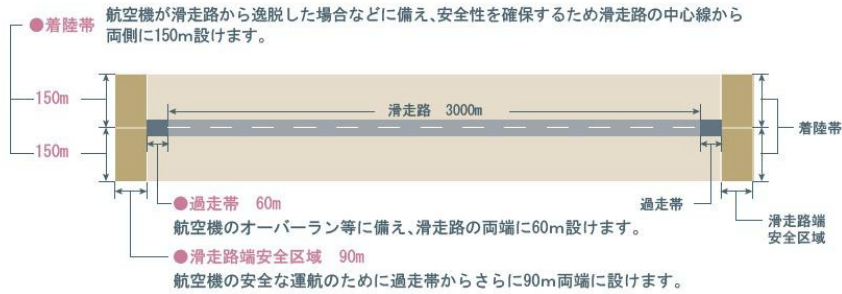 ●着陸帯 航空機が滑走路から逸脱した場合などに備え、安全性を確保するため滑走路の中心線から
両側に150m設けます。
150m
滑走路 3000m
150m
着陸帯
●過走帯 60m
過走帯
航空機のオーバーラン等に備え、滑走路の両端に60m設けます。
滑走路端
安全区域
●滑走路端安全区域 90m
航空機の安全な運航のために過走帯からさらに90m両端に設けます。